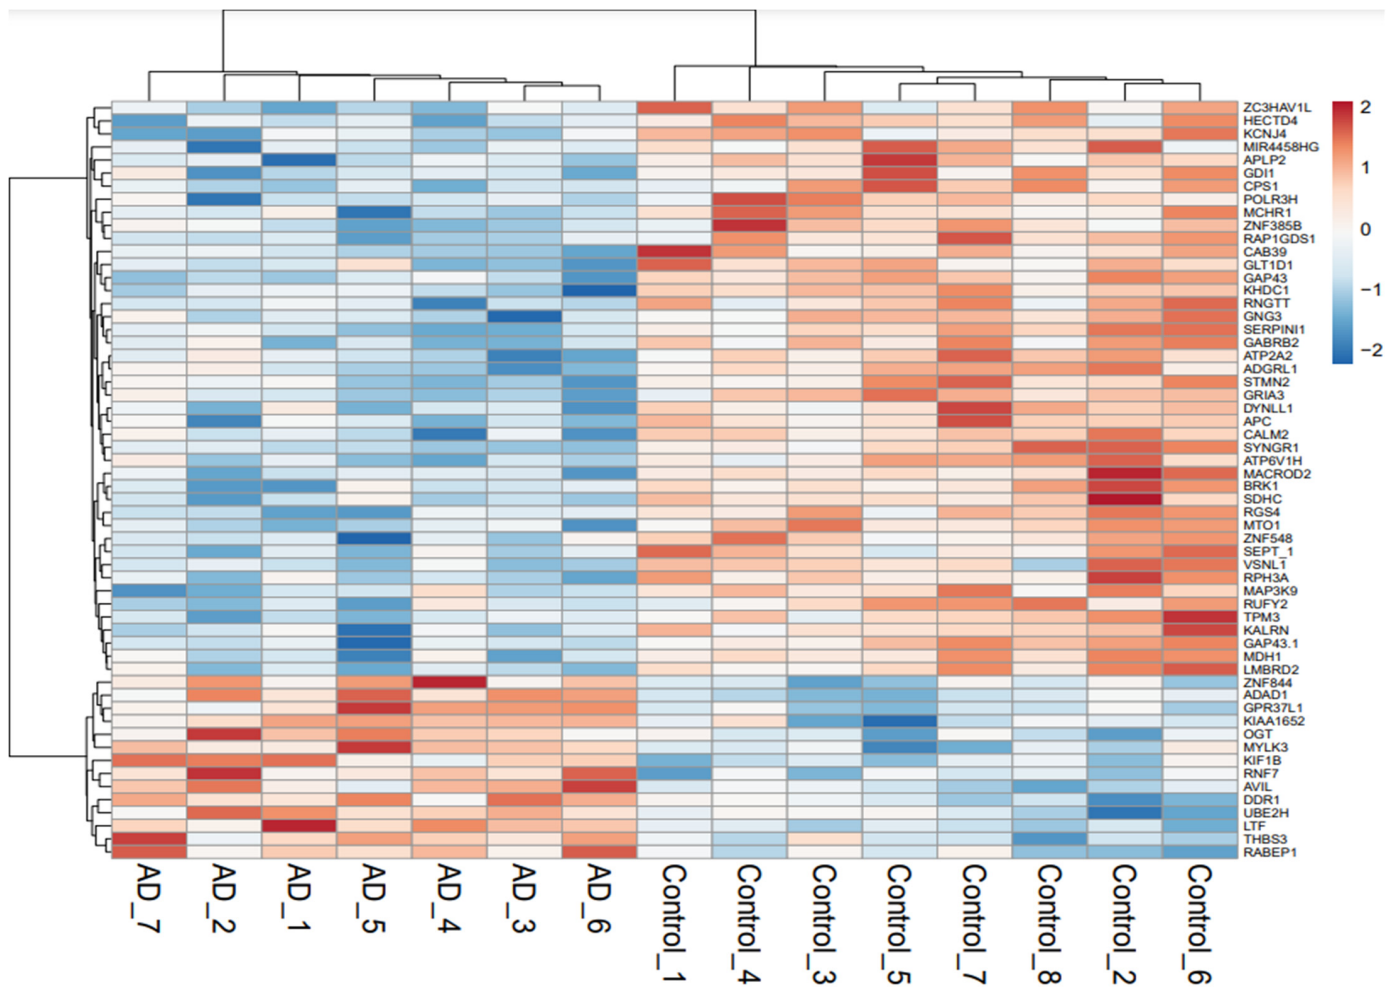 ZC3HAV1L
HECTD4
KCNJ4
MIR4458HG
APLP2
GDI1
CPS1
POLR3H
MCHR1
ZNF385B
RAP1GDS1
CAB39
GLT1D1
GAP43
KHDC1
RNGTT
GNG3
SERPINI1
GABRB2
ATP2A2
ADGRL1
STMN2
GRIA3
DYNLL1
APC
CALM2
SYNGR1
ATP6V1H
MACROD2
BRK1
SDHC
RGS4
MTO1
ZNF548
SEPT_1
VSNL1
RPH3A
MAP3K9
RUFY2
TPM3
KALRN
GAP43.1
MDH1
LMBRD2
ZNF844
ADAD1
GPR37L1
KIAA1652
OGT
MYLK3
KIF1B
RNF7
AVIL
DDR1
UBE2H
LTF
THBS3
RABEP1
2
1
0
−1
−2
AD_7
AD_2
AD_1
AD_5
AD_4
AD_3
AD_6
Control_1
Control_4
Control_3
Control_5
Control_7
Control_8
Control_2
Control_6